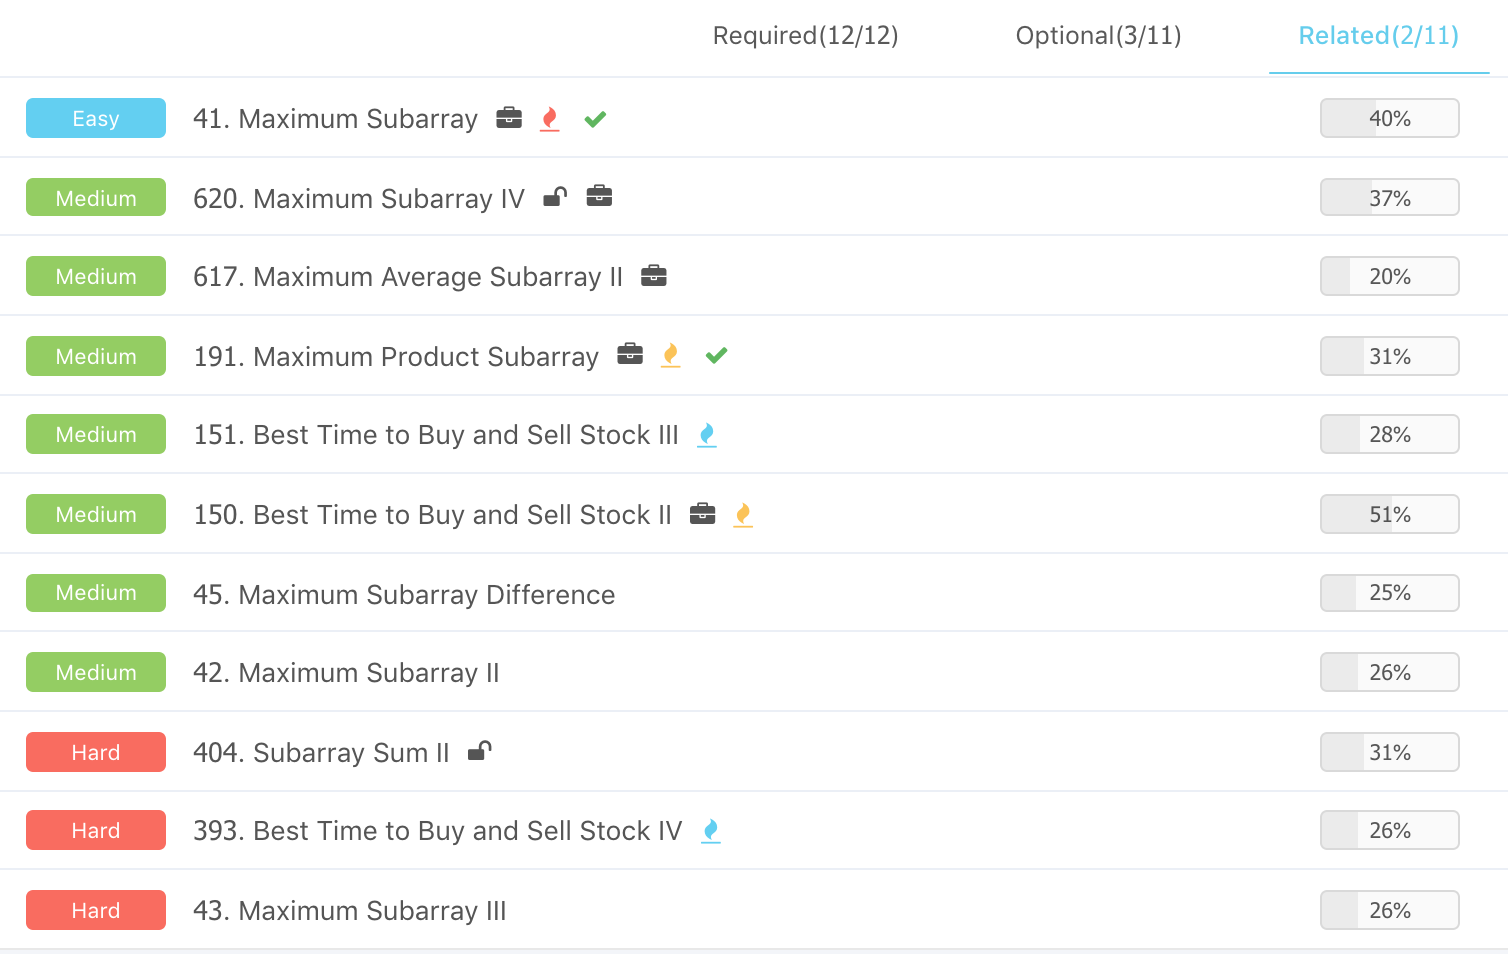 Required(12/12) Optional(3/11) Related(2/11)
Easy 41. Maximum Subarray 40%
Medium 620. Maximum Subarray IV 37%
Medium 617. Maximum Average Subarray II 20%
Medium 191. Maximum Product Subarray 31%
Medium 151. Best Time to Buy and Sell Stock III 28%
Medium 150. Best Time to Buy and Sell Stock II 51%
Medium 45. Maximum Subarray Difference 25%
Medium 42. Maximum Subarray II 26%
Hard 404. Subarray Sum II 31%
Hard 393. Best Time to Buy and Sell Stock IV 26%
Hard 43. Maximum Subarray III 26%